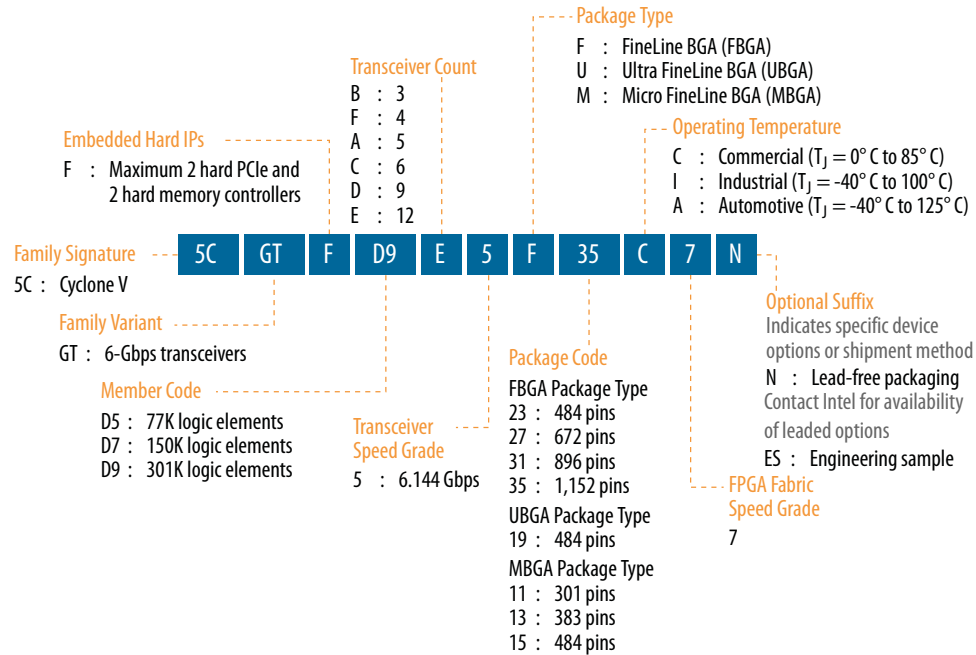 Package Type
F : FineLine BGA (FBGA)
U : Ultra FineLine BGA (UBGA)
M : Micro FineLine BGA (MBGA)
Transceiver Count
B : 3
F : 4
A : 5
C : 6
D : 9
E : 12
Embedded Hard IPs
F : Maximum 2 hard PCIe and
2 hard memory controllers
Operating Temperature
C : Commercial (TJ = 0° C to 85° C)
I : Industrial (TJ = -40° C to 100° C)
A : Automotive (TJ = -40° C to 125° C)
Family Signature
5C : Cyclone V
5C GT F D9 E 5 F 35 C 7 N
Family Variant
GT : 6-Gbps transceivers
Member Code
D5 : 77K logic elements
D7 : 150K logic elements
D9 : 301K logic elements
Transceiver
Speed Grade
5 : 6.144 Gbps
Package Code
FBGA Package Type
23 : 484 pins
27 : 672 pins
31 : 896 pins
35 : 1,152 pins
UBGA Package Type
19 : 484 pins
MBGA Package Type
11 : 301 pins
13 : 383 pins
15 : 484 pins
FPGA Fabric
Speed Grade
7
Optional Suffix
Indicates specific device
options or shipment method
N : Lead-free packaging
Contact Intel for availability
of leaded options
ES : Engineering sample